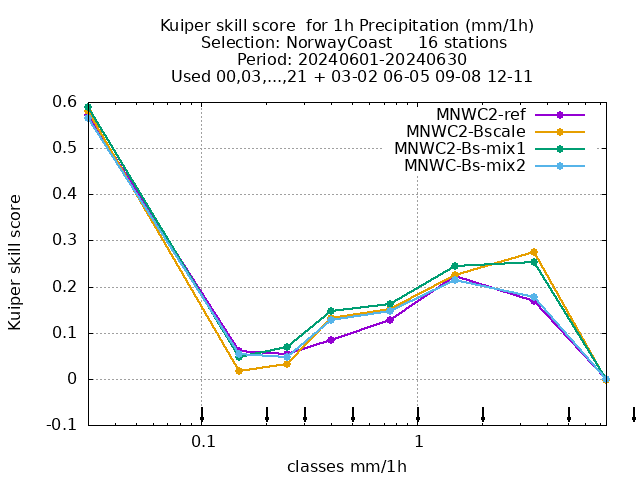 Kuiper skill score  for 1h Precipitation (mm/1h)
Selection: NorwayCoast     16 stations
Period: 20240601-20240630
Used 00,03,...,21 + 03-02 06-05 09-08 12-11
MNWC2-ref
MNWC2-Bscale
MNWC2-Bs-mix1
MNWC-Bs-mix2
0.6
0.5
0.4
0.3
0.2
0.1
0
-0.1
Kuiper skill score
0.1
1
classes mm/1h